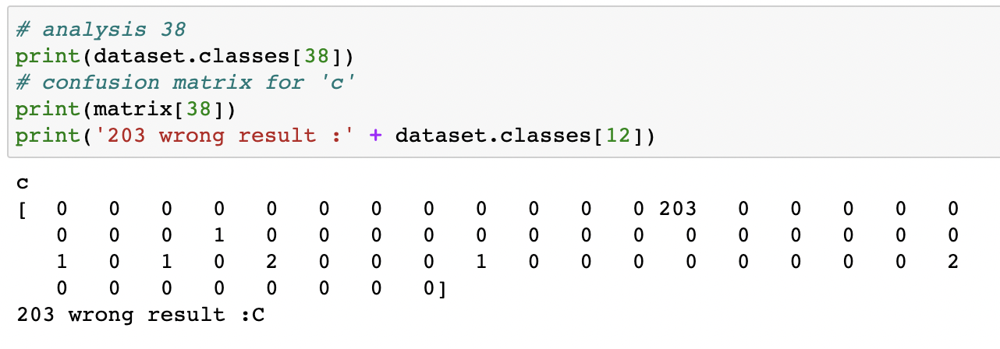 # analysis 38
print(dataset.classes[38])
# confusion matrix for 'c'
print(matrix[38])
print('203 wrong result :' + dataset.classes[12])
c
[  0   0   0   0   0   0   0   0   0   0   0   0 203   0   0   0   0   0
   0   0   0   1   0   0   0   0   0   0   0   0   0   0   0   0   0   0
   1   0   1   0   2   0   0   0   1   0   0   0   0   0   0   0   0   2
   0   0   0   0   0   0   0   0]
203 wrong result :C